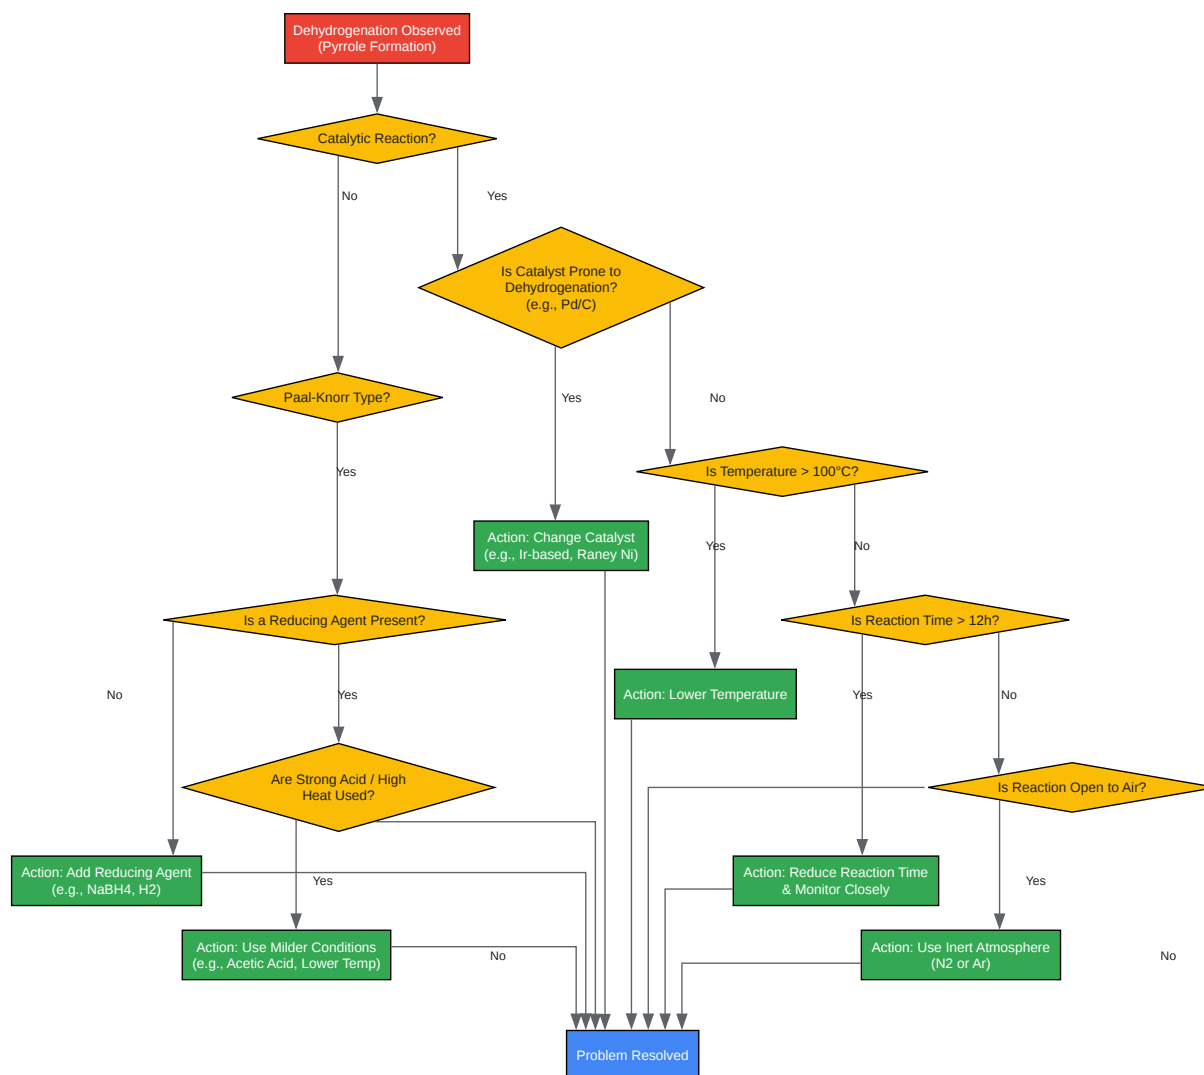 Dehydrogenation Observed
(Pyrrole Formation)
Catalytic Reaction?
No
Yes
Is Catalyst Prone to
Dehydrogenation?
(e.g., Pd/C)
Paal-Knorr Type?
Yes
No
Yes
Is Temperature > 100°C?
Action: Change Catalyst
(e.g., Ir-based, Raney Ni)
Yes
No
Is a Reducing Agent Present?
Is Reaction Time > 12h?
No
Yes
Action: Lower Temperature
Yes
No
Are Strong Acid / High
Heat Used?
Is Reaction Open to Air?
Action: Add Reducing Agent
(e.g., NaBH4, H2)
Yes
Action: Reduce Reaction Time
& Monitor Closely
Yes
Action: Use Milder Conditions
(e.g., Acetic Acid, Lower Temp)
No
Action: Use Inert Atmosphere
(N2 or Ar)
No
Problem Resolved